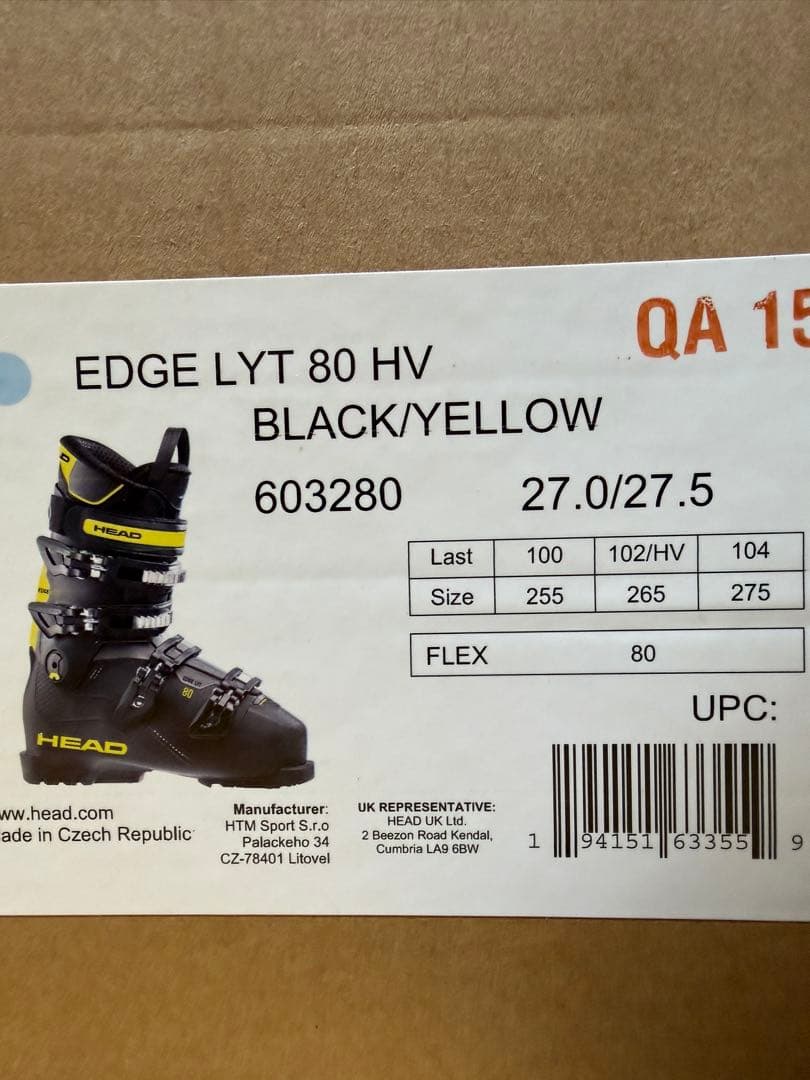 QA 15
EDGE LYT 80 HV
BLACK/YELLOW
603280 27.0/27.5
Last 100 102/HV 104
Size 255 265 275
FLEX 80
UPC:
HEAD
EDGE LYT
80
HEAD
ww.head.com
ade in Czech Republic
Manufacturer:
HTM Sport S.r.o
Palackeho 34
CZ-78401 Litovel
UK REPRESENTATIVE:
HEAD UK Ltd.
2 Beezon Road Kendal,
Cumbria LA9 6BW
1 94151 63355 9